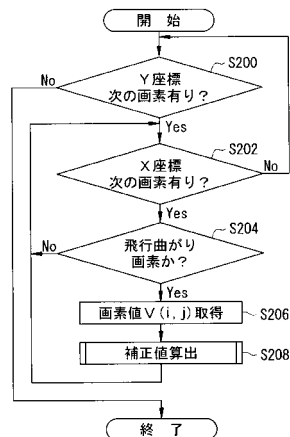 開 始
S200
No
Y座標
次の画素有り?
Yes
S202
X座標
次の画素有り?
No
Yes
S204
No
飛行曲がり
画素か?
Yes
画素値V(i,j)取得
S206
補正値算出
S208
終 了